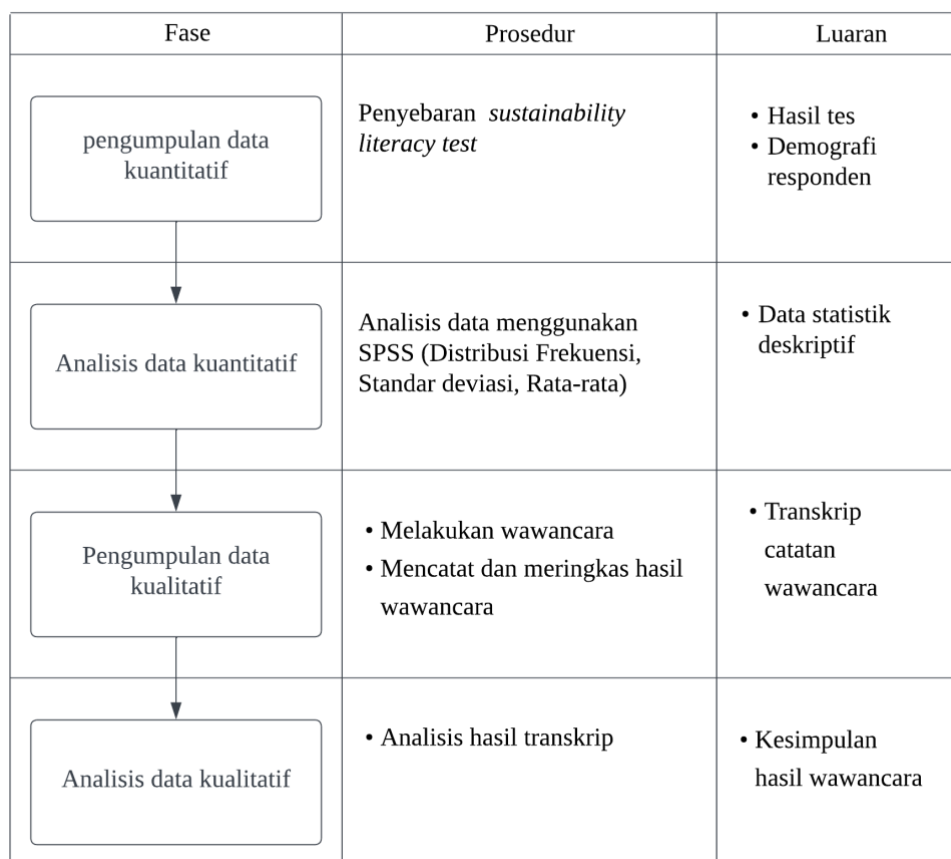 Fase
Prosedur
Luaran
pengumpulan data
kuantitatif
Penyebaran sustainability
literacy test
• Hasil tes
• Demografi
responden
Analisis data kuantitatif
Analisis data menggunakan
SPSS (Distribusi Frekuensi,
Standar deviasi, Rata-rata)
• Data statistik
deskriptif
Pengumpulan data
kualitatif
• Melakukan wawancara
• Mencatat dan meringkas hasil
wawancara
• Transkrip
catatan
wawancara
Analisis data kualitatif
• Analisis hasil transkrip
• Kesimpulan
hasil wawancara